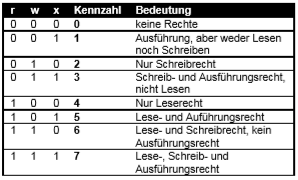 r w x Kennzahl Bedeutung
0 0 0 0 keine Rechte
0 0 1 1 Ausführung, aber weder Lesen
noch Schreiben
0 1 0 2 Nur Schreibrecht
0 1 1 3 Schreib- und Ausführungsrecht,
nicht Lesen
1 0 0 4 Nur Leserecht
1 0 1 5 Lese- und Auführungsrecht
1 1 0 6 Lese- und Schreibrecht, kein
Ausführungsrecht
1 1 1 7 Lese-, Schreib- und
Ausführungsrecht